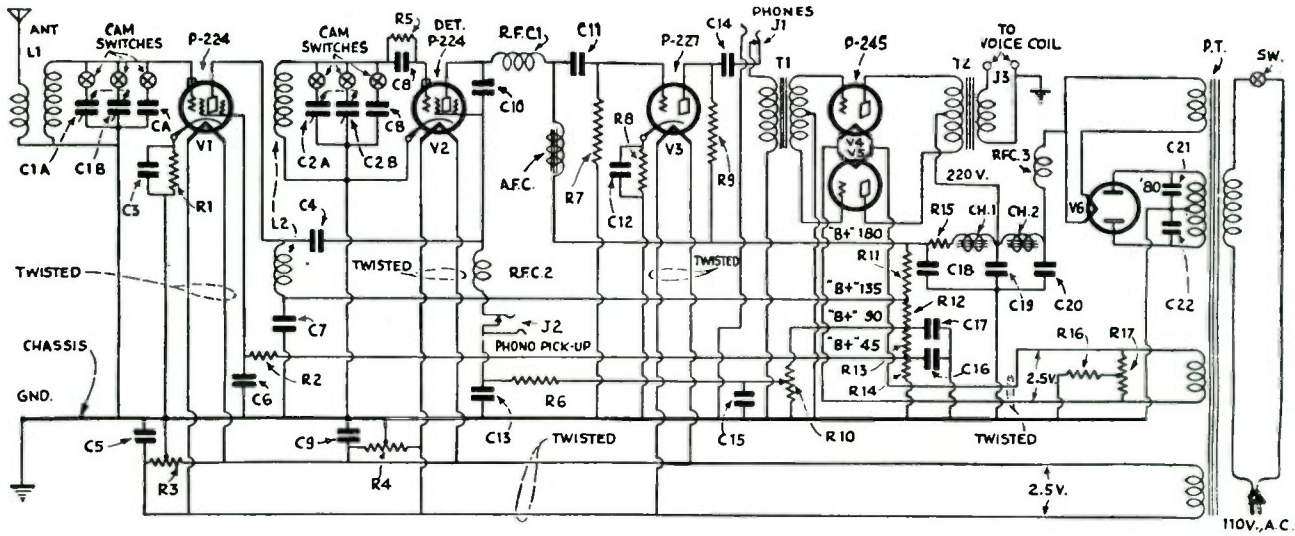 ANT
L1
CAM SWITCHES
P-224
C1A
C1B
CA
V1
C3
R1
CAM SWITCHES
R5
DET.
P-224
C8
C2A
C2B
CB
V2
L2
C4
R.F.C.1
C10
C11
A.F.C.
R7
P-227
R8
V3
C12
R9
C14
PHONES
J1
T1
P-245
V4
V5
T2
TO VOICE COIL
J3
220 V.
RFC.3
P.T.
SW.
C21
'80
V6
C22
R15
CH.1
CH.2
"B+" 180
R11
C18
C19
C20
"B+" 135
R12
"B+" 90
C17
"B+" 45
R13
R14
C16
R16
R17
2.5V.
TWISTED
TWISTED
R.F.C.2
TWISTED
C7
J2
PHONO PICK-UP
CHASSIS
R2
C6
R6
C13
C15
R10
TWISTED
GND.
C5
C9
R3
R4
TWISTED
2.5V.
110V., A.C.